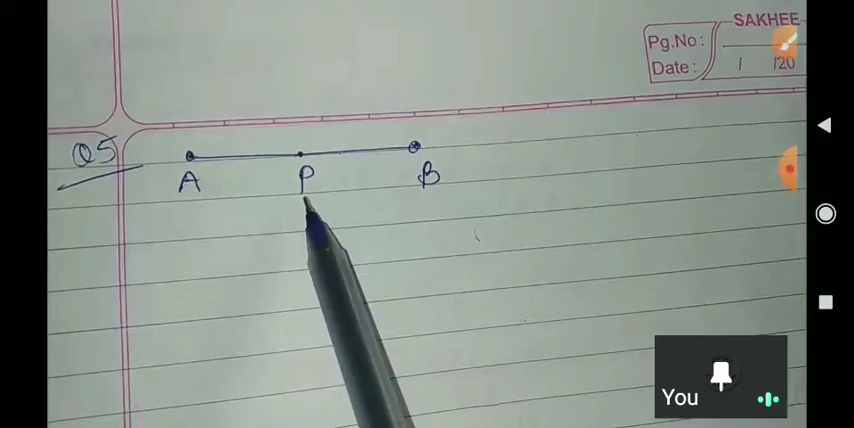 SAKHEE
Pg.No:
Date: / /20
Q5
A P B
You